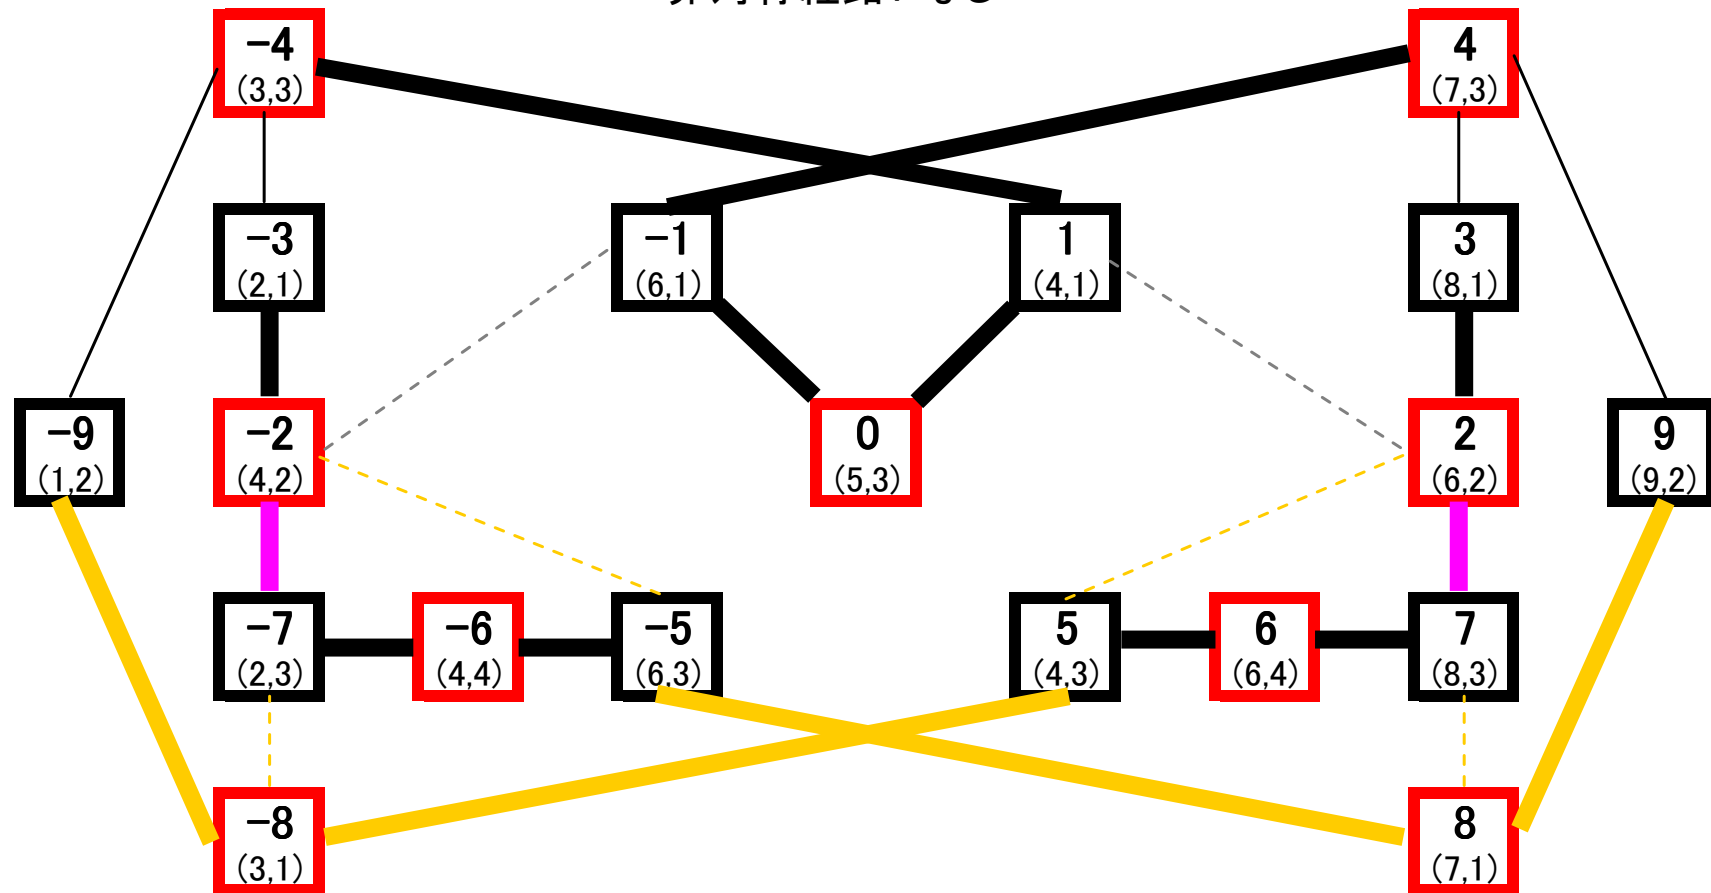 -4 4
(3,3) (7,3)
-3 -1 1 3
(2,1) (6,1) (4,1) (8,1)
-9 -2 0 2 9
(1,2) (4,2) (5,3) (6,2) (9,2)
-7 -6 -5 5 6 7
(2,3) (4,4) (6,3) (4,3) (6,4) (8,3)
-8 8
(3,1) (7,1)